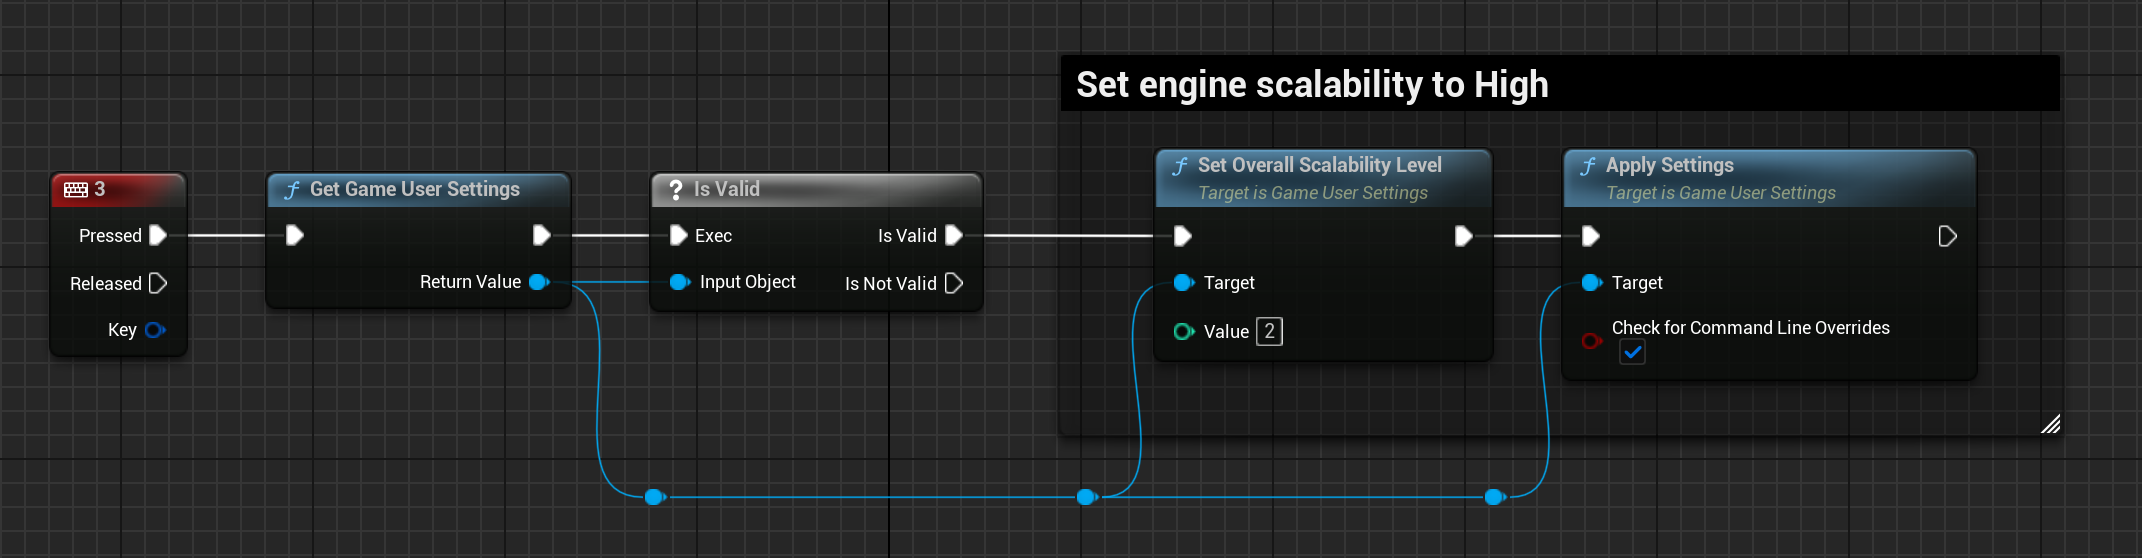 Set engine scalability to High
3
Pressed
Released
Key
Get Game User Settings
Return Value
? Is Valid
Exec
Is Valid
Input Object
Is Not Valid
f Set Overall Scalability Level
Target is Game User Settings
Target
Value 2
f Apply Settings
Target is Game User Settings
Target
Check for Command Line Overrides